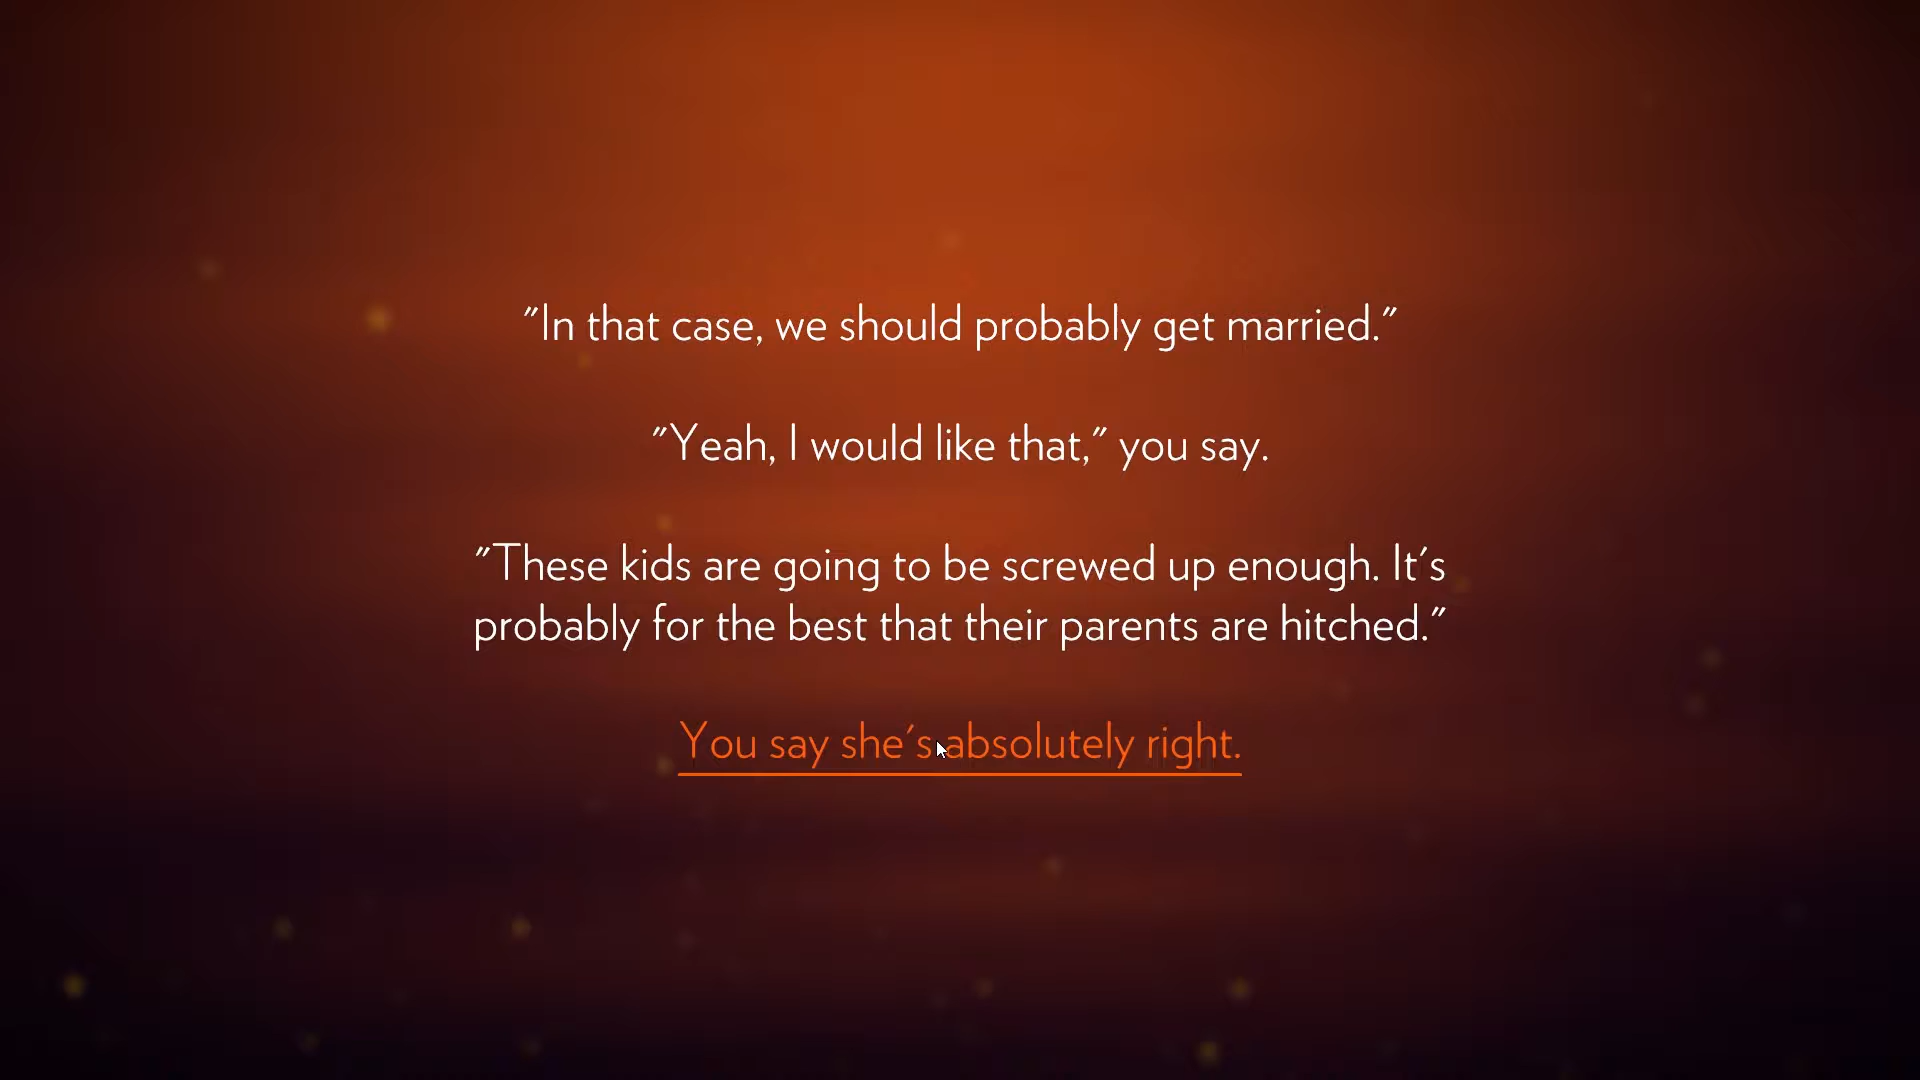 "In that case, we should probably get married."
"Yeah, I would like that," you say.
"These kids are going to be screwed up enough. It's
probably for the best that their parents are hitched."
You say she's absolutely right.